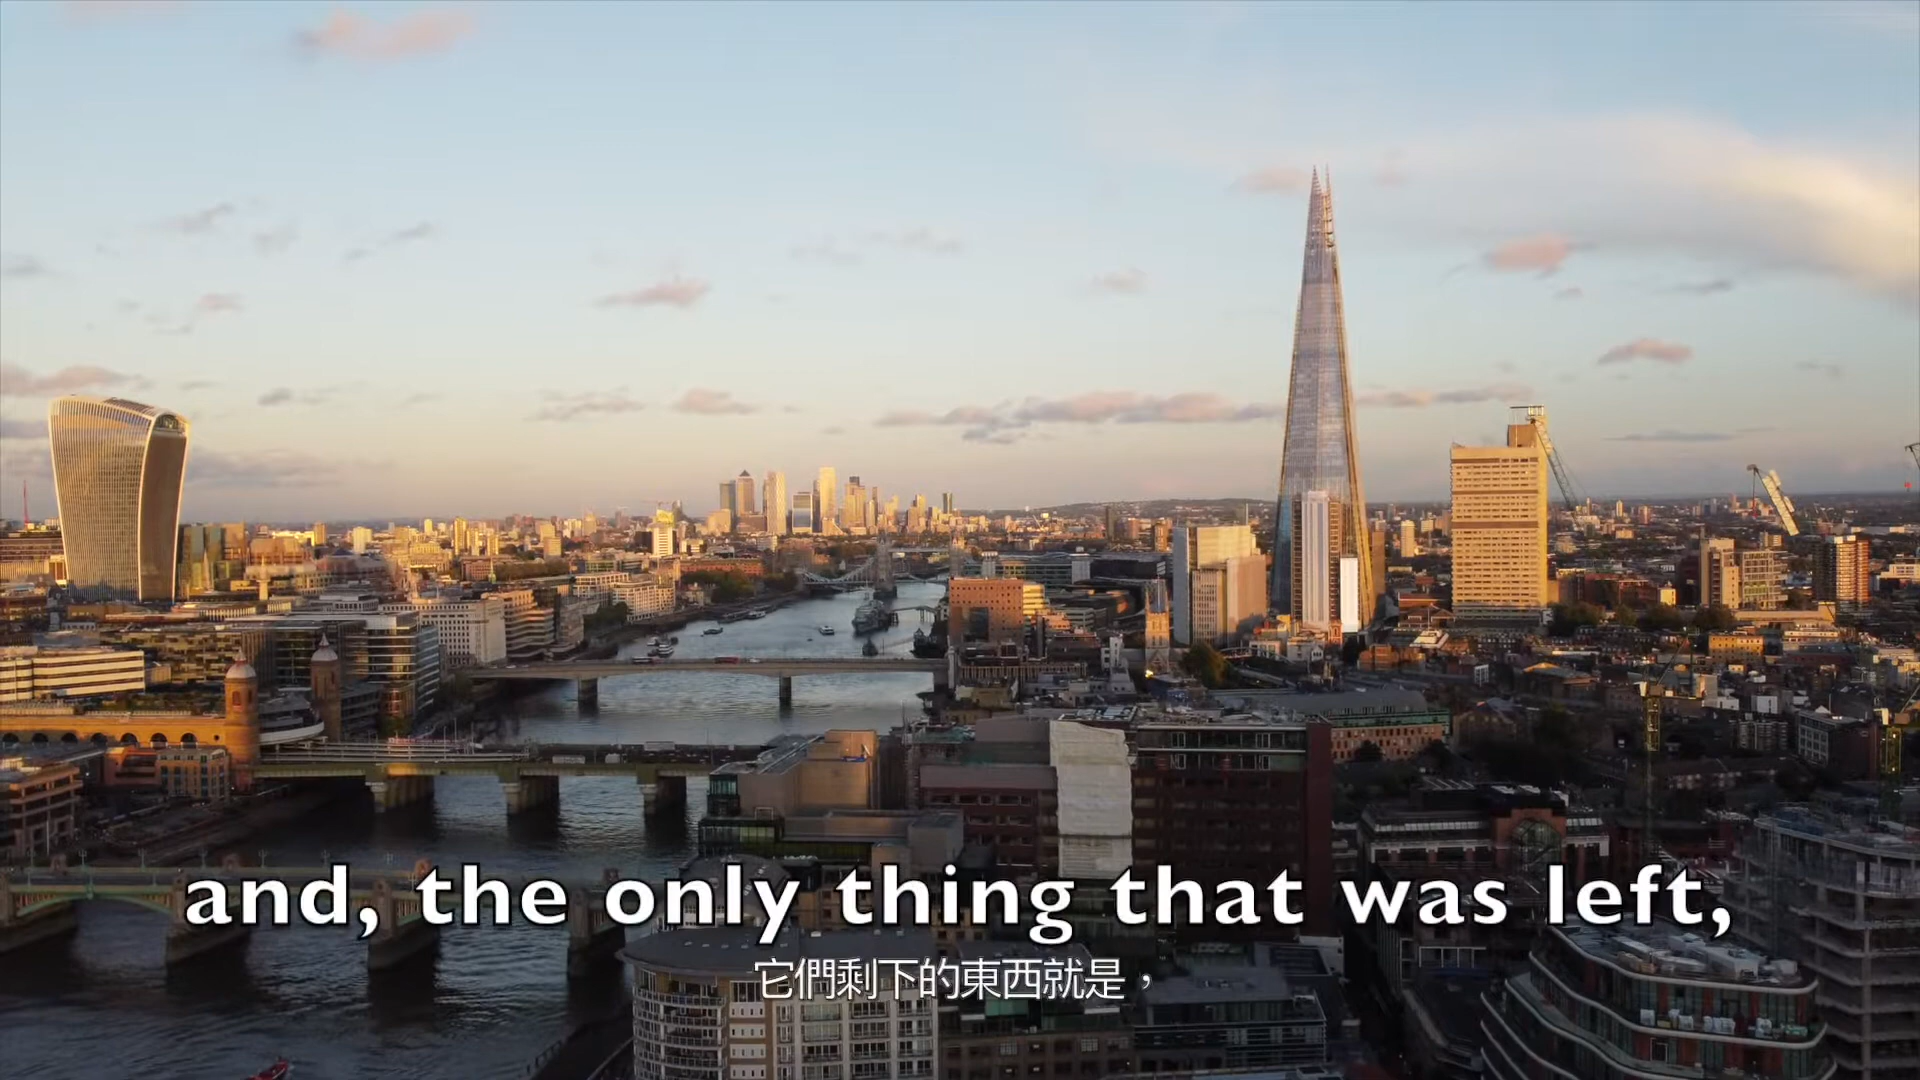 and, the only thing that was left,
它們剩下的東西就是，